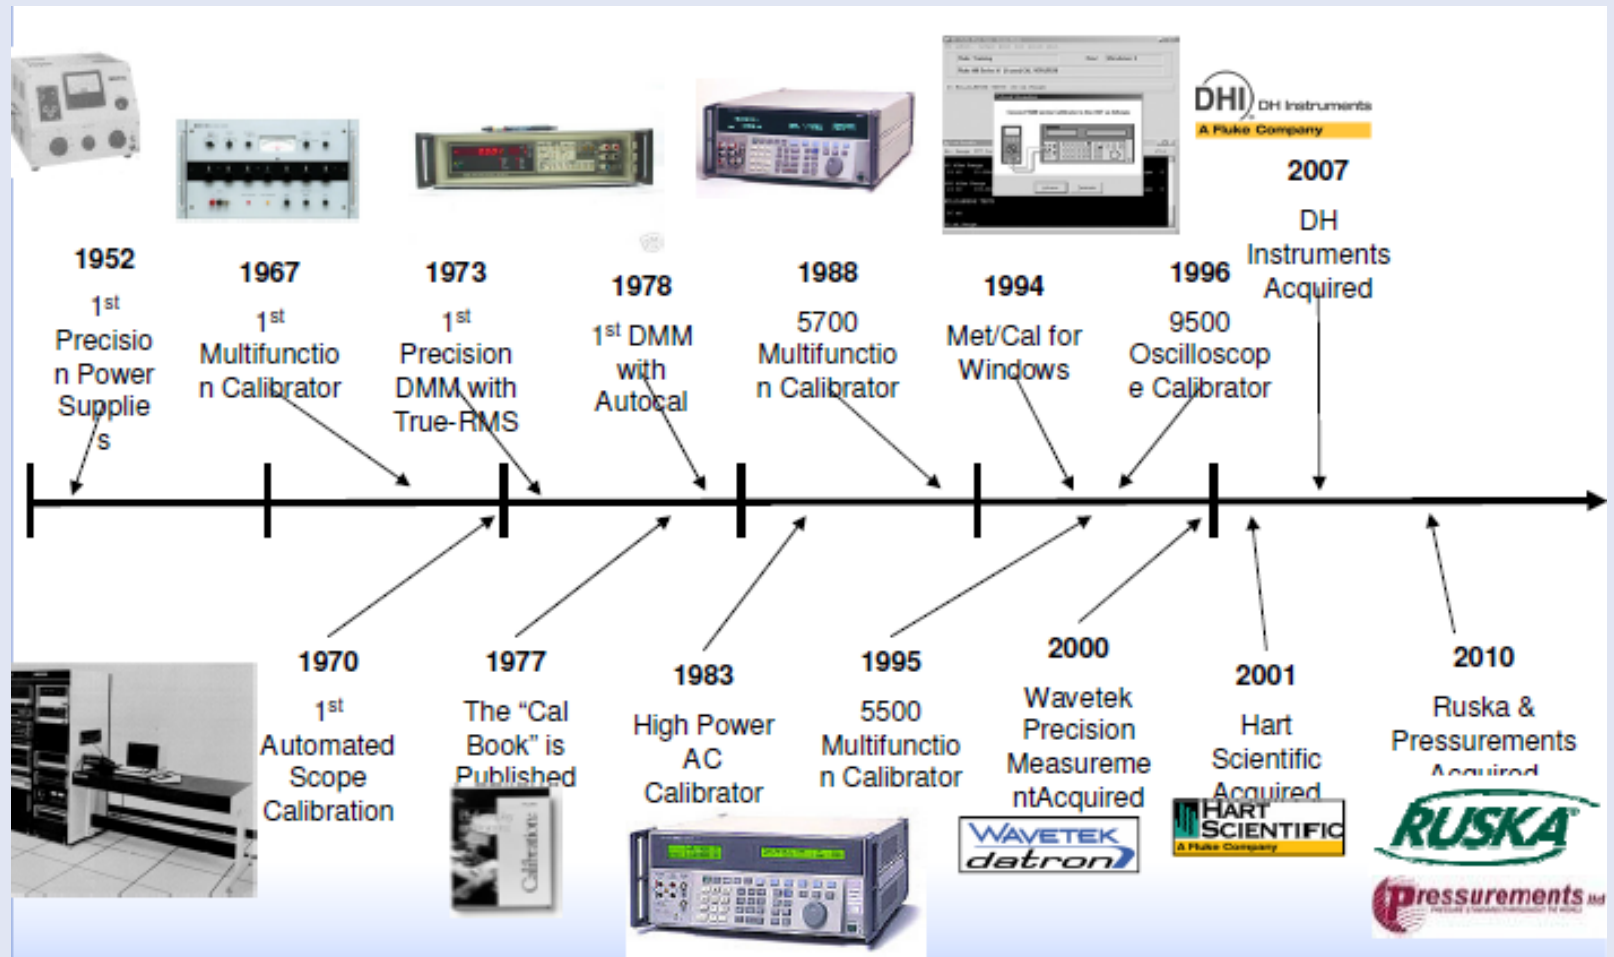 DHI DH Instruments
A Fluke Company
2007
DH
Instruments
Acquired
1952
1st
Precisio
n Power
Supplie
s
1967
1st
Multifunctio
n Calibrator
1973
1st
Precision
DMM with
True-RMS
1978
1st DMM
with
Autocal
1988
5700
Multifunctio
n Calibrator
1994
Met/Cal for
Windows
1996
9500
Oscilloscop
e Calibrator
1970
1st
Automated
Scope
Calibration
1977
The “Cal
Book” is
Published
Calibration:
1983
High Power
AC
Calibrator
1995
5500
Multifunctio
n Calibrator
2000
Wavetek
Precision
Measureme
ntAcquired
WAVETEK
datron
2001
Hart
Scientific
Acquired
HART
SCIENTIFIC
A Fluke Company
2010
Ruska &
Pressurements
Acquired
RUSKA
Pressurements ltd